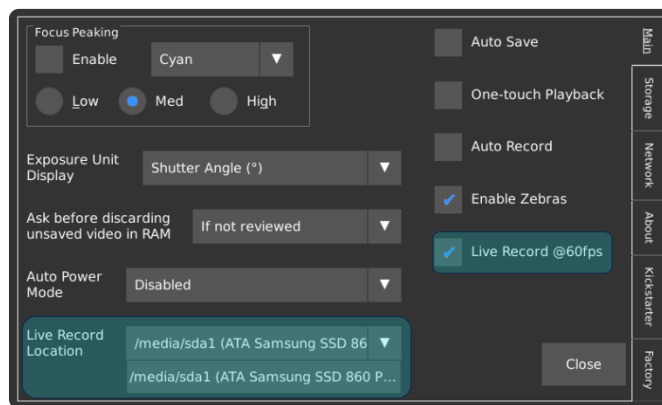 Focus Peaking
Enable
Cyan
Low
Med
High
Exposure Unit
Display
Shutter Angle (°)
Ask before discarding
unsaved video in RAM
If not reviewed
Auto Power
Mode
Disabled
Live Record
Location
/media/sda1 (ATA Samsung SSD 86
/media/sda1 (ATA Samsung SSD 860 P...
Auto Save
One-touch Playback
Auto Record
Enable Zebras
Live Record @60fps
Close
Main
Storage
Network
About
Kickstarter
Factory